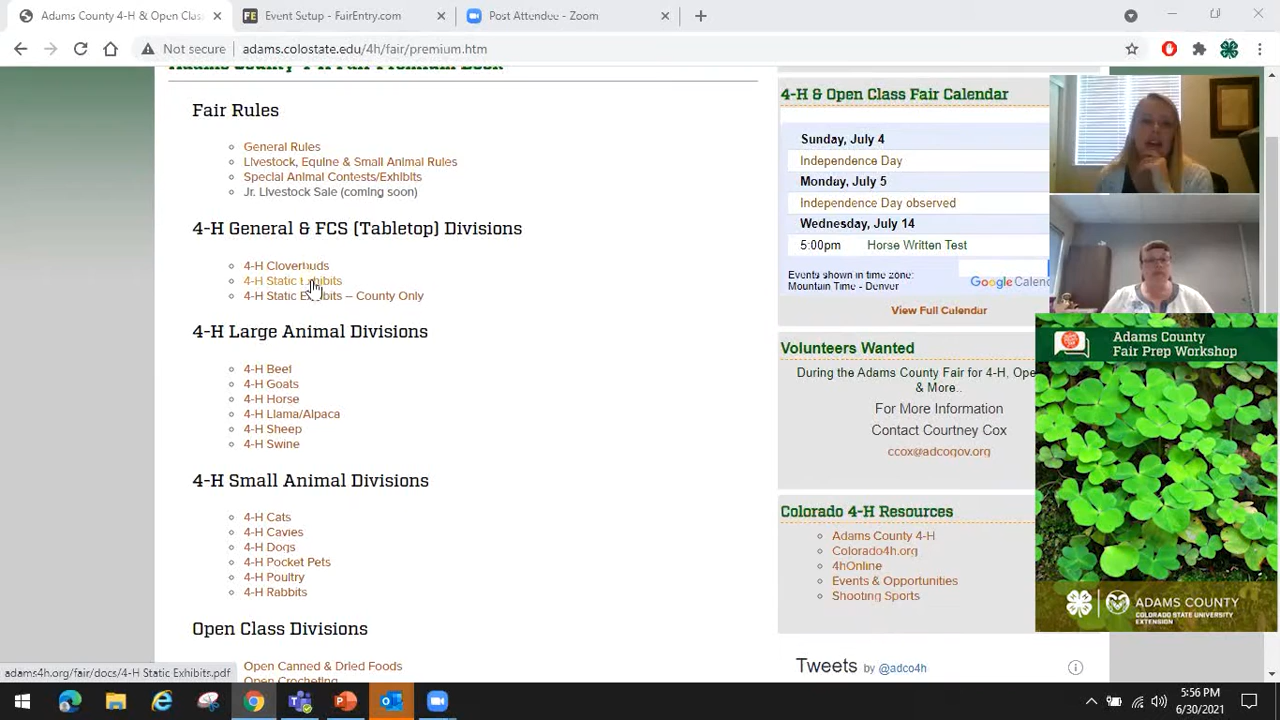 Adams County 4-H & Open Clas
Event Setup - FairEntry.com
Post Attendee - Zoom
Not secure
adams.colostate.edu/4h/fair/premium.htm
Adams County 4-H Fair Premium Book
Fair Rules
General Rules
Livestock, Equine & Small Animal Rules
Special Animal Contests/Exhibits
Jr. Livestock Sale (coming soon)
4-H General & FCS (Tabletop) Divisions
4-H Cloverbuds
4-H Static Exhibits
4-H Static Exhibits – County Only
4-H Large Animal Divisions
4-H Beef
4-H Goats
4-H Horse
4-H Llama/Alpaca
4-H Sheep
4-H Swine
4-H Small Animal Divisions
4-H Cats
4-H Cavies
4-H Dogs
4-H Pocket Pets
4-H Poultry
4-H Rabbits
Open Class Divisions
Open Canned & Dried Foods
Open Crocheting
4-H & Open Class Fair Calendar
Sunday, July 4
Independence Day
Monday, July 5
Independence Day observed
Wednesday, July 14
5:00pm Horse Written Test
Events shown in time zone:
Mountain Time - Denver
Google Calend
View Full Calendar
Volunteers Wanted
During the Adams County Fair for 4-H, Ope
& More..
For More Information
Contact Courtney Cox
ccox@adcogov.org
Colorado 4-H Resources
Adams County 4-H
Colorado4h.org
4hOnline
Events & Opportunities
Shooting Sports
Tweets by @adco4h
Adams County
Fair Prep Workshop
ADAMS COUNTY
COLORADO STATE UNIVERSITY
EXTENSION
adams4h.org/fair/docs/4-H Static Exhibits.pdf
5:56 PM
6/30/2021